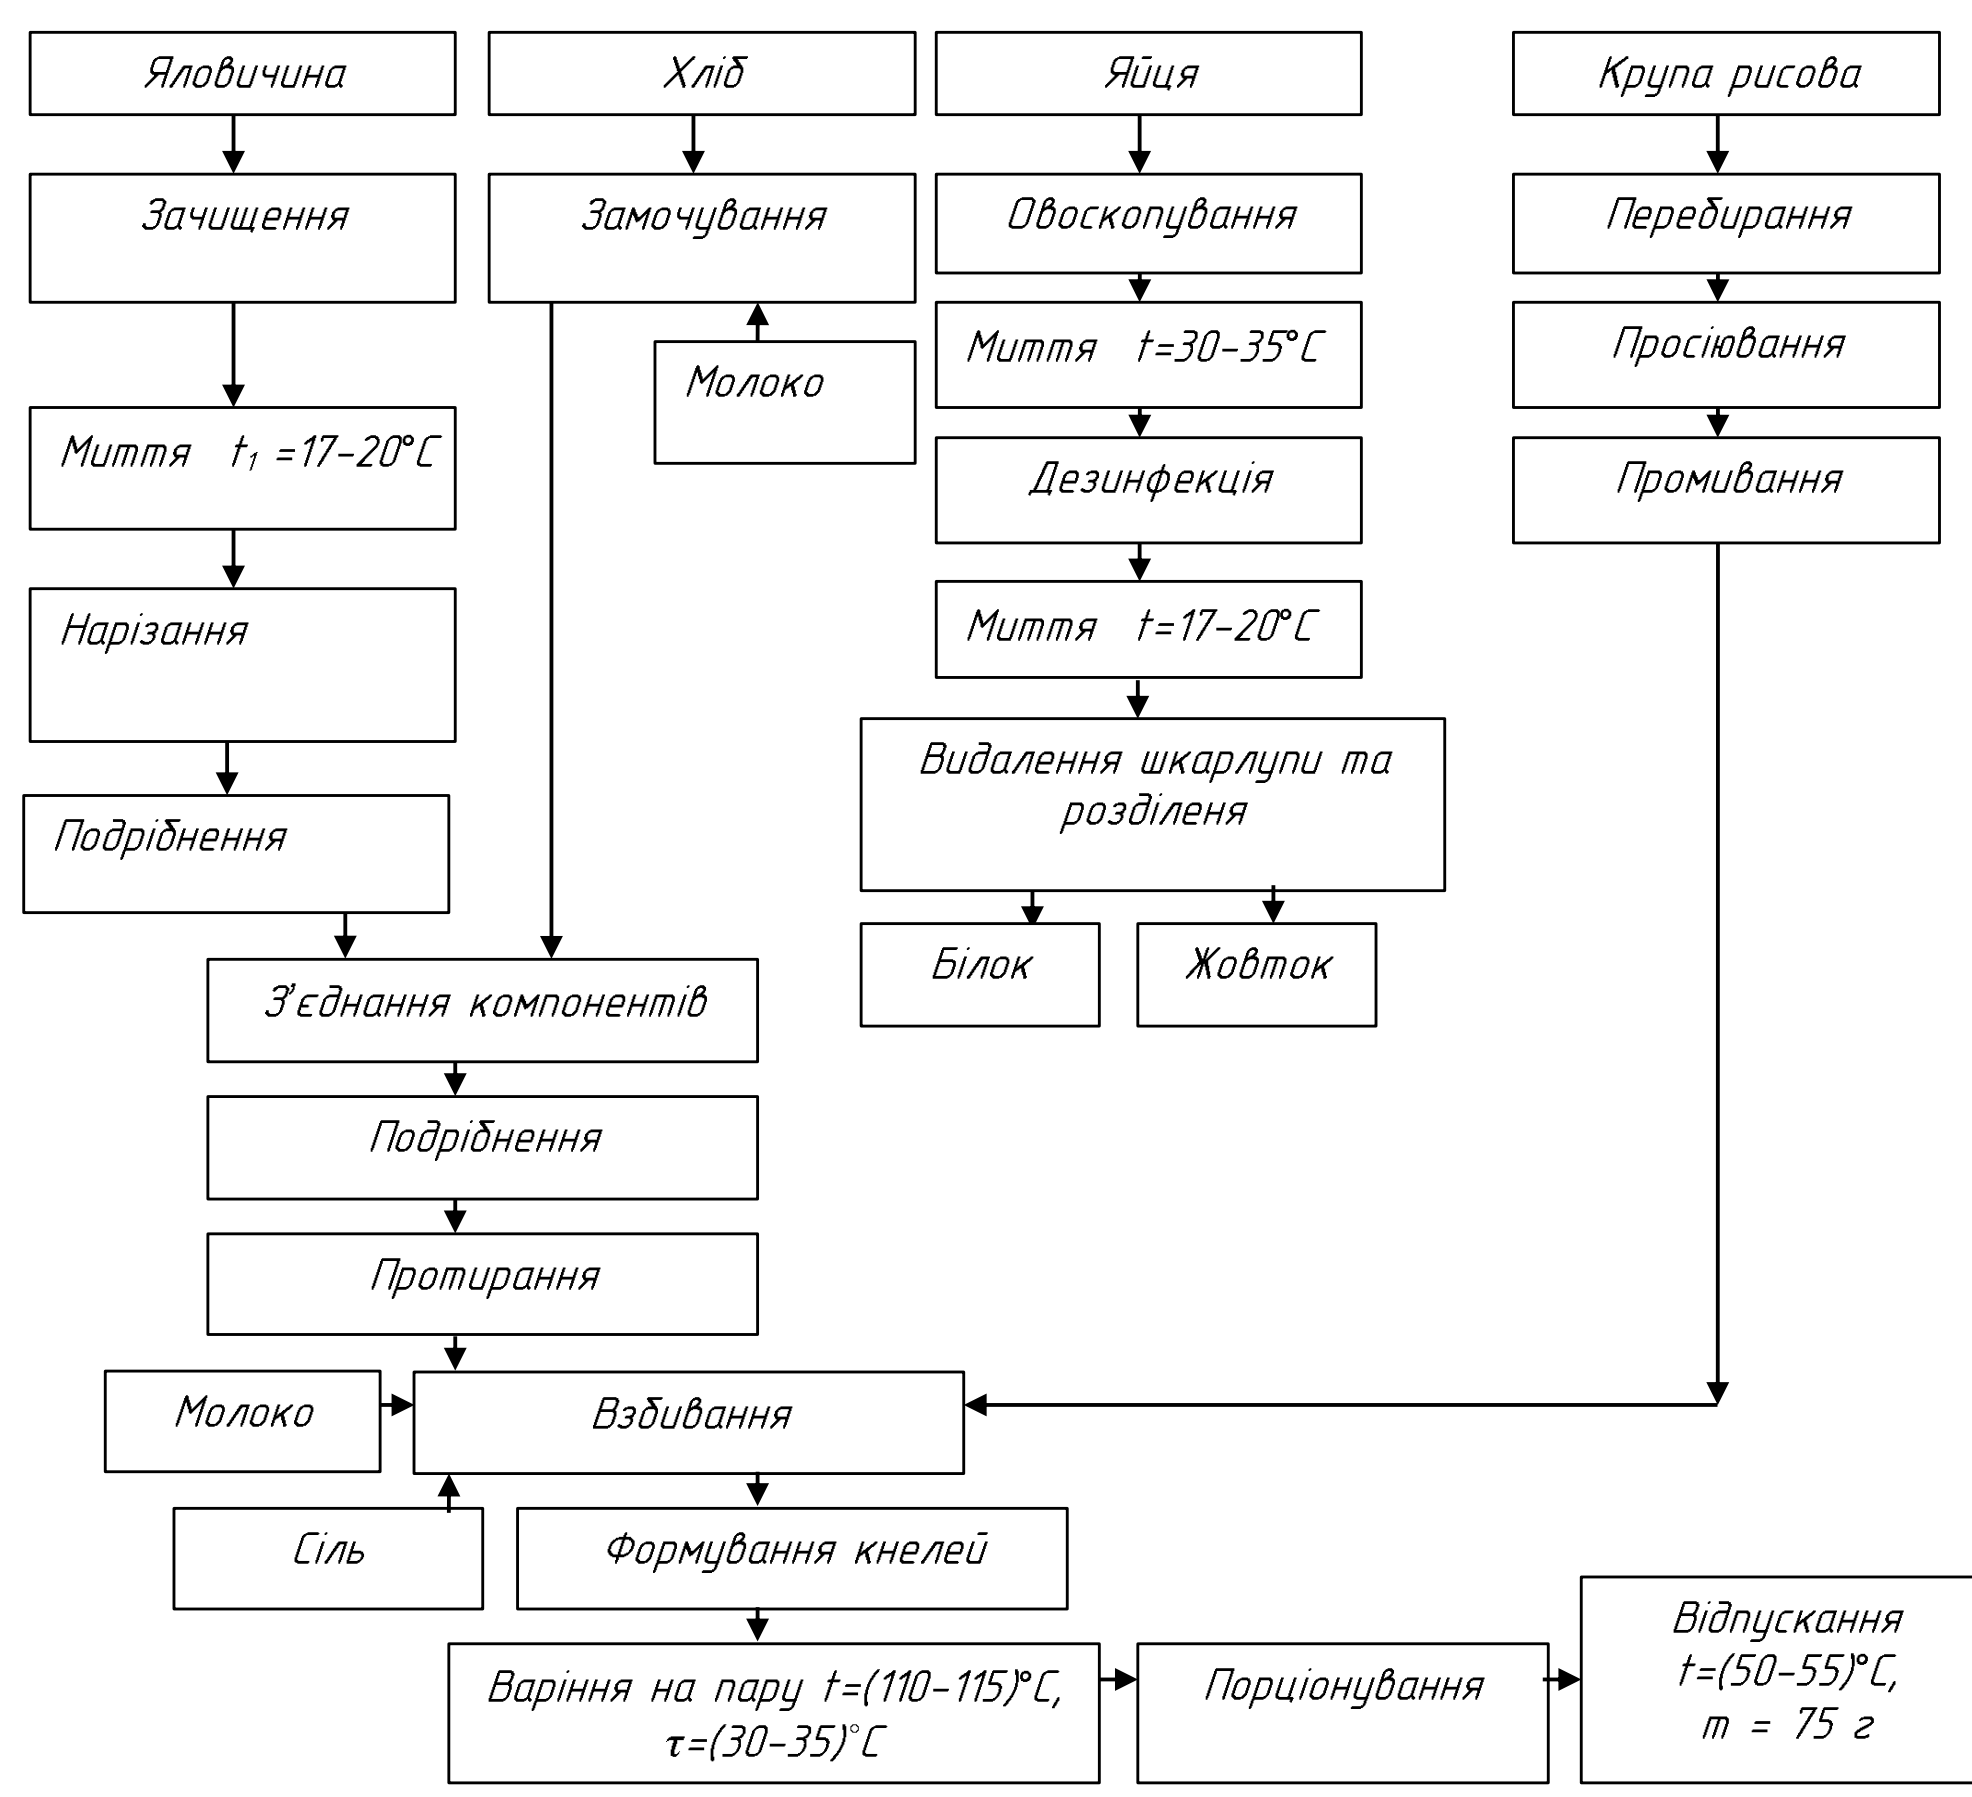 Яловичина
Хліб
Яйця
Крупа рисова
Зачищення
Замочування
Овоскопування
Перебирання
Миття t=30-35°С
Просіювання
Молоко
Миття t₁ =17-20°С
Дезинфекція
Промивання
Нарізання
Миття t=17-20°С
Видалення шкарлупи та
розділеня
Подрібнення
Білок
Жовток
З'єднання компонентів
Подрібнення
Протирання
Молоко
Взбивання
Сіль
Формування кнелей
Варіння на пару t=(110-115)°С,
τ=(30-35)°С
Порціонування
Відпускання
t=(50-55)°С,
m = 75 г